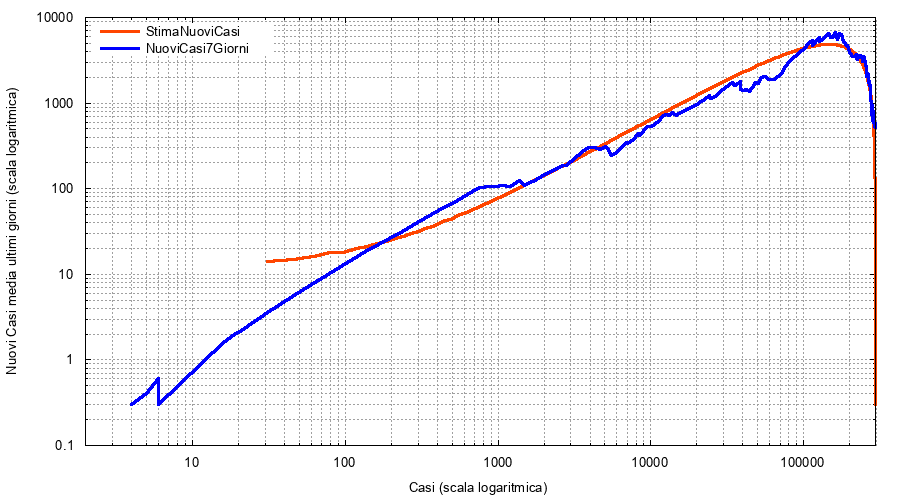 10000
1000
100
10
1
0.1
StimaNuoviCasi
NuoviCasi7Giorni
Nuovi Casi media ultimi giorni (scala logaritmica)
10
100
1000
10000
100000
Casi (scala logaritmica)